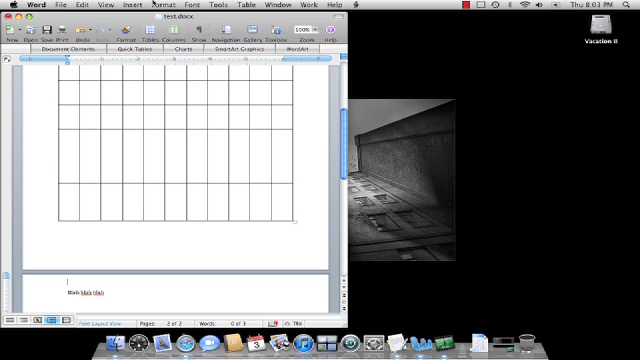 Word File Edit View Insert Format Font Tools Table Window Work Help Thu 8:03 PM
test.docx
New Open Save Print Undo Redo Format Tables Columns Show Navigation Gallery Toolbox Zoom Help
100%
Document Elements Quick Tables Charts SmartArt Graphics WordArt
Blah blah blah
Print Layout View Pages: 2 of 2 Words: 0 of 3 TRK
Vacation II